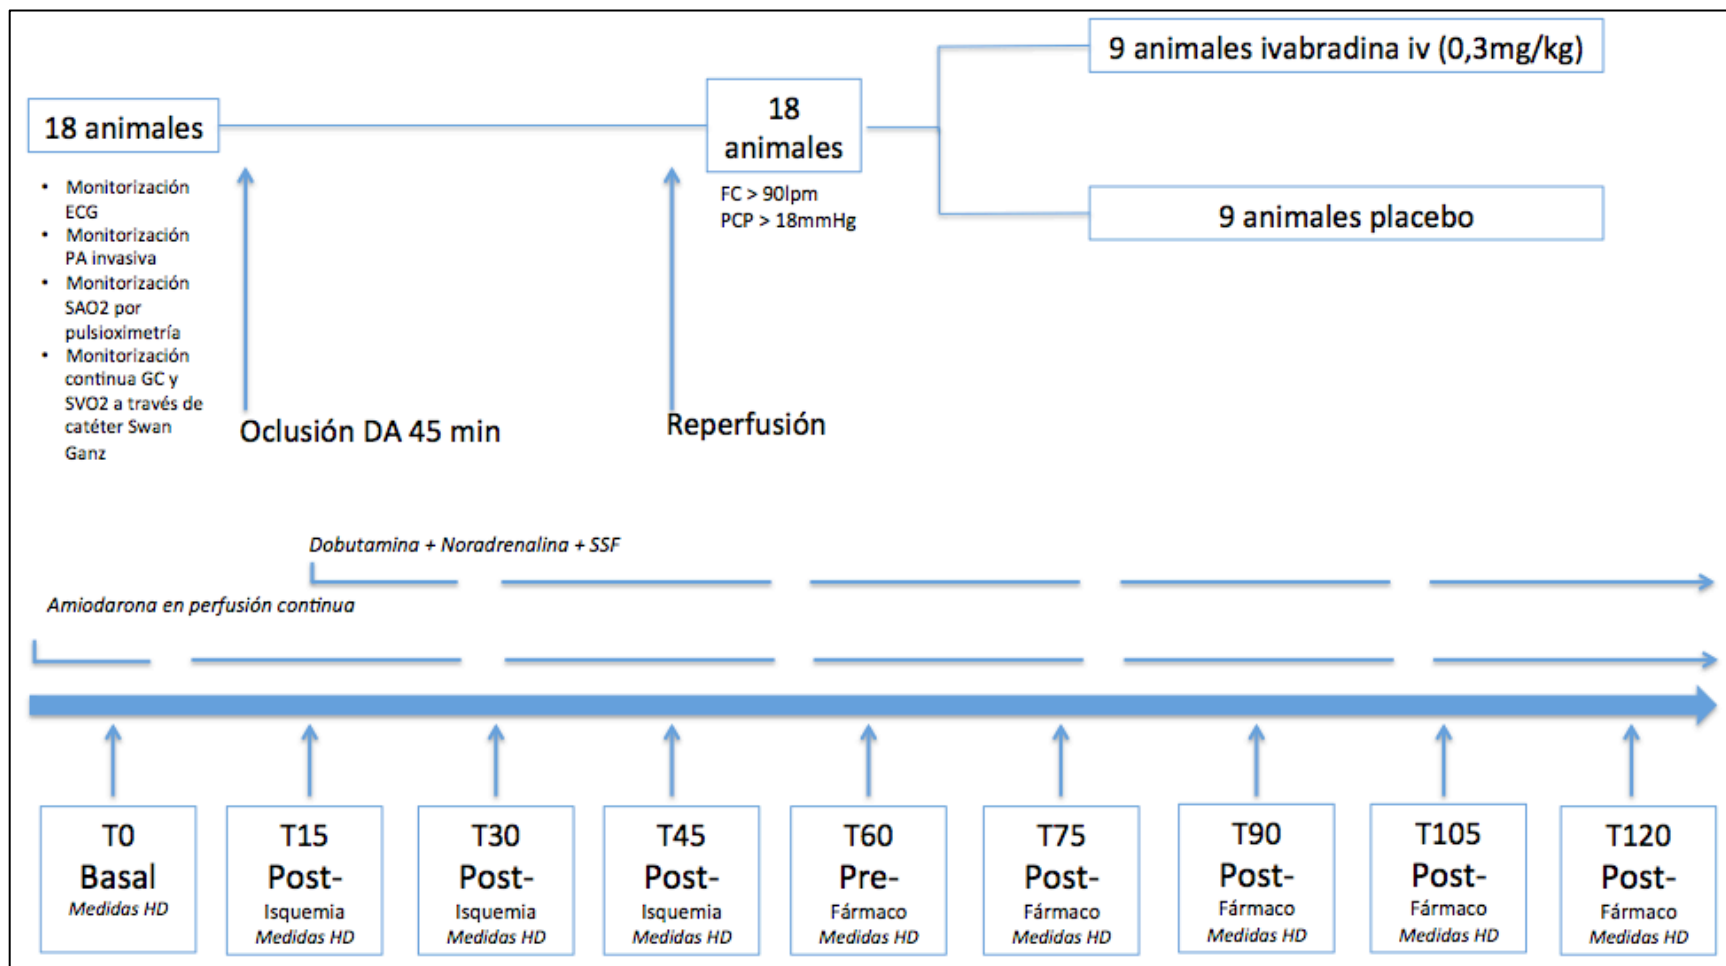 9 animales ivabradina iv (0,3mg/kg)
18 animales
18
animales
FC > 90lpm
PCP > 18mmHg
9 animales placebo
• Monitorización
ECG
• Monitorización
PA invasiva
• Monitorización
SAO2 por
pulsioximetría
• Monitorización
continua GC y
SVO2 a través de
catéter Swan
Ganz
Oclusión DA 45 min
Reperfusión
Dobutamina + Noradrenalina + SSF
Amiodarona en perfusión continua
T0
Basal
Medidas HD
T15
Post-
Isquemia
Medidas HD
T30
Post-
Isquemia
Medidas HD
T45
Post-
Isquemia
Medidas HD
T60
Pre-
Fármaco
Medidas HD
T75
Post-
Fármaco
Medidas HD
T90
Post-
Fármaco
Medidas HD
T105
Post-
Fármaco
Medidas HD
T120
Post-
Fármaco
Medidas HD